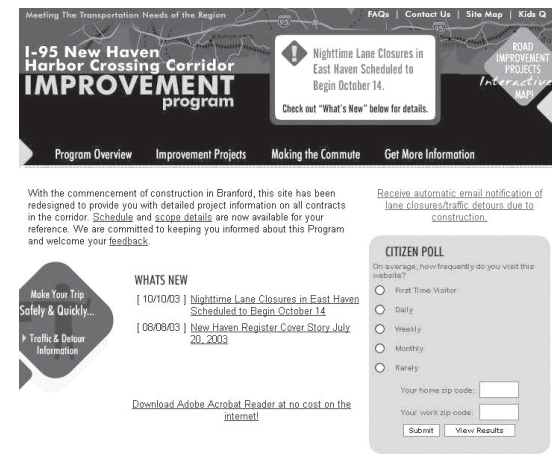 Meeting The Transportation Needs of the Region
FAQs | Contact Us | Site Map | Kids Q
95
I-95 New Haven
Harbor Crossing Corridor
IMPROVEMENT
program
Nighttime Lane Closures in
East Haven Scheduled to
Begin October 14.
Check out "What's New" below for details.
ROAD
IMPROVEMENT
PROJECTS
Interactive
MAP!
Program Overview Improvement Projects Making the Commute Get More Information
With the commencement of construction in Branford, this site has been
redesigned to provide you with detailed project information on all contracts
in the corridor. Schedule and scope details are now available for your
reference. We are committed to keeping you informed about this Program
and welcome your feedback.
Receive automatic email notification of
lane closures/traffic detours due to
construction.
Make Your Trip
Safely & Quickly...
Traffic & Detour
Information
WHATS NEW
[ 10/10/03 ] Nighttime Lane Closures in East Haven
Scheduled to Begin October 14
[ 08/08/03 ] New Haven Register Cover Story July
20, 2003
Download Adobe Acrobat Reader at no cost on the
internet!
CITIZEN POLL
On average, how frequently do you visit this
website?
First Time Visitor
Daily
Weekly
Monthly
Rarely
Your home zip code:
Your work zip code:
Submit View Results